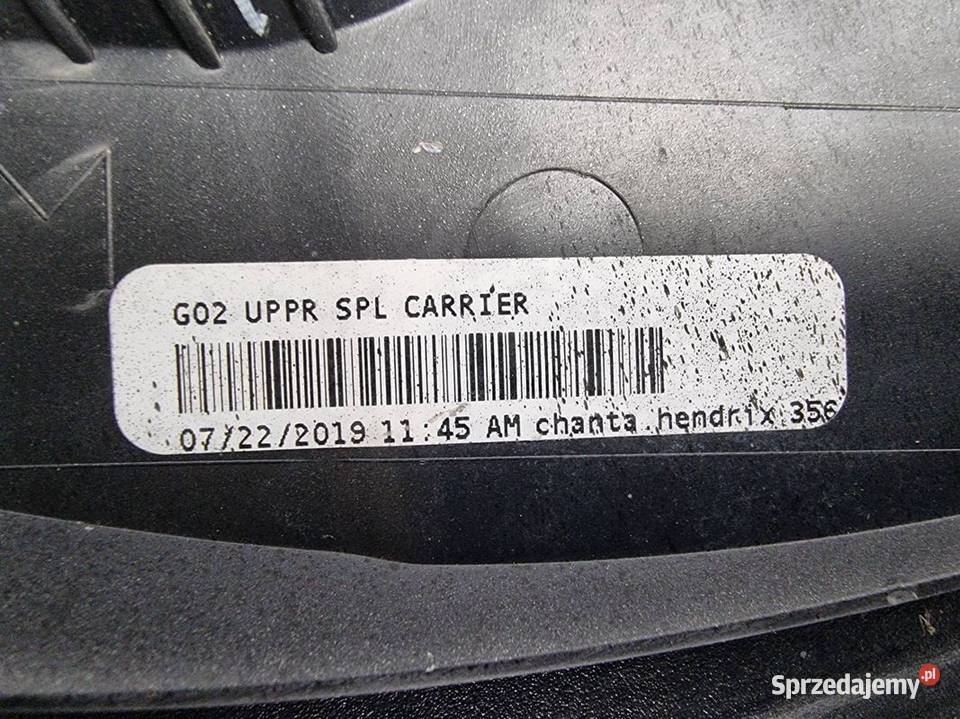 G02 UPPR SPL CARRIER
07/22/2019 11:45 AM chanta.hendrix 356
Sprzedajemy.pl